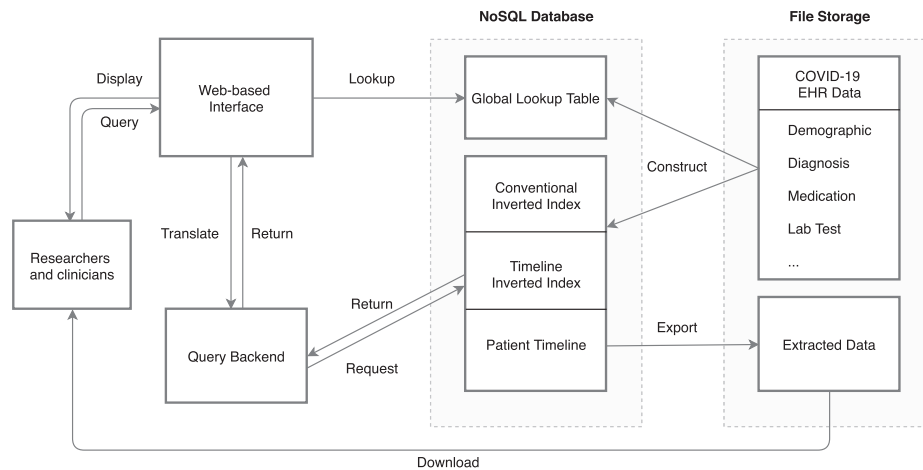 NoSQL Database
File Storage
Display
Query
Web-based
Interface
Lookup
Global Lookup Table
COVID-19
EHR Data
Demographic
Diagnosis
Medication
Lab Test
...
Construct
Conventional
Inverted Index
Timeline
Inverted Index
Patient Timeline
Translate
Return
Researchers
and clinicians
Query Backend
Return
Request
Export
Extracted Data
Download